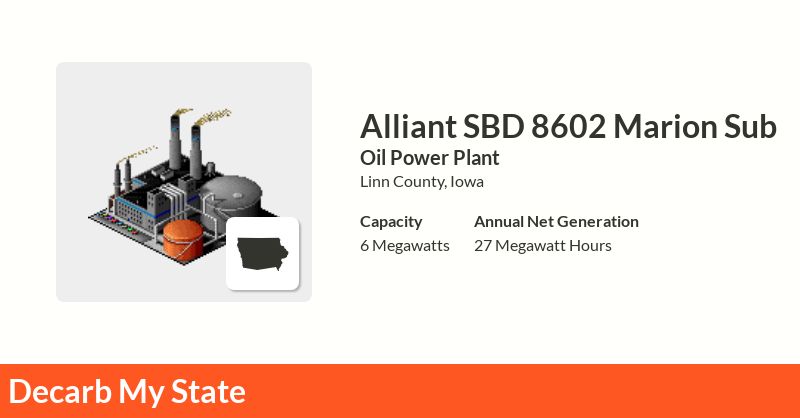 Alliant SBD 8602 Marion Sub
Oil Power Plant
Linn County, Iowa
Capacity
6 Megawatts
Annual Net Generation
27 Megawatt Hours
Decarb My State